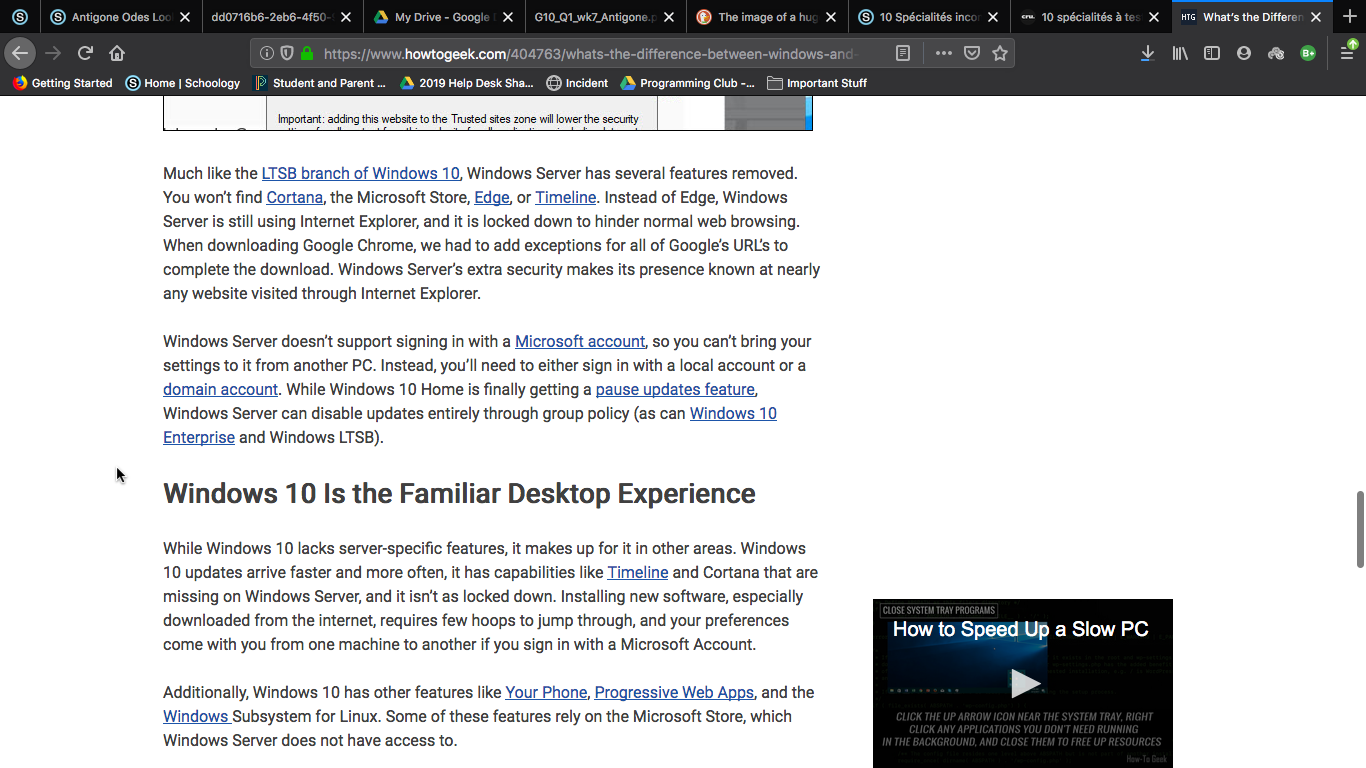 Antigone Odes Loo
dd0716b6-2eb6-4f50-
My Drive - Google
G10_Q1_wk7_Antigone.p
The image of a hug
10 Spécialités inco
cnu.
10 spécialités à tes
HTG
What's the Differen
https://www.howtogeek.com/404763/whats-the-difference-between-windows-and-
Getting Started
Home | Schoology
Student and Parent ...
2019 Help Desk Sha...
Incident
Programming Club -...
Important Stuff
Important: adding this website to the Trusted sites zone will lower the security
Much like the LTSB branch of Windows 10, Windows Server has several features removed.
You won't find Cortana, the Microsoft Store, Edge, or Timeline. Instead of Edge, Windows
Server is still using Internet Explorer, and it is locked down to hinder normal web browsing.
When downloading Google Chrome, we had to add exceptions for all of Google's URL's to
complete the download. Windows Server's extra security makes its presence known at nearly
any website visited through Internet Explorer.
Windows Server doesn't support signing in with a Microsoft account, so you can't bring your
settings to it from another PC. Instead, you'll need to either sign in with a local account or a
domain account. While Windows 10 Home is finally getting a pause updates feature,
Windows Server can disable updates entirely through group policy (as can Windows 10
Enterprise and Windows LTSB).
Windows 10 Is the Familiar Desktop Experience
While Windows 10 lacks server-specific features, it makes up for it in other areas. Windows
10 updates arrive faster and more often, it has capabilities like Timeline and Cortana that are
missing on Windows Server, and it isn't as locked down. Installing new software, especially
downloaded from the internet, requires few hoops to jump through, and your preferences
come with you from one machine to another if you sign in with a Microsoft Account.
Additionally, Windows 10 has other features like Your Phone, Progressive Web Apps, and the
Windows Subsystem for Linux. Some of these features rely on the Microsoft Store, which
Windows Server does not have access to.
CLOSE SYSTEM TRAY PROGRAMS
How to Speed Up a Slow PC
CLICK THE UP ARROW ICON NEAR THE SYSTEM TRAY, RIGHT
CLICK ANY APPLICATIONS YOU DON'T NEED RUNNING
IN THE BACKGROUND, AND CLOSE THEM TO FREE UP RESOURCES
How-To Geek